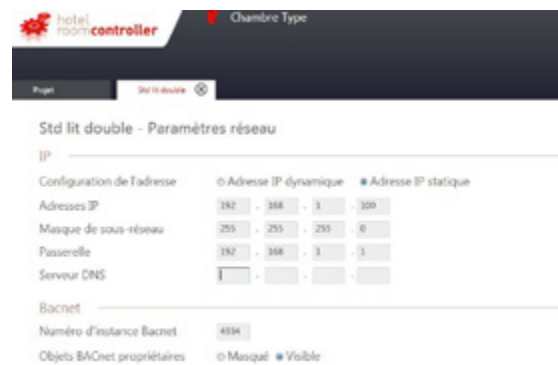 hotel
roomcontroller
Chambre Type
Projet
Std lit double
Std lit double - Paramètres réseau
IP
Configuration de l'adresse Adresse IP dynamique Adresse IP statique
Adresses IP 192 . 168 . 1 . 100
Masque de sous-réseau 255 . 255 . 255 . 0
Passerelle 192 . 168 . 1 . 1
Serveur DNS . . .
Bacnet
Numéro d'instance Bacnet 4334
Objets BACnet propriétaires Masqué Visible